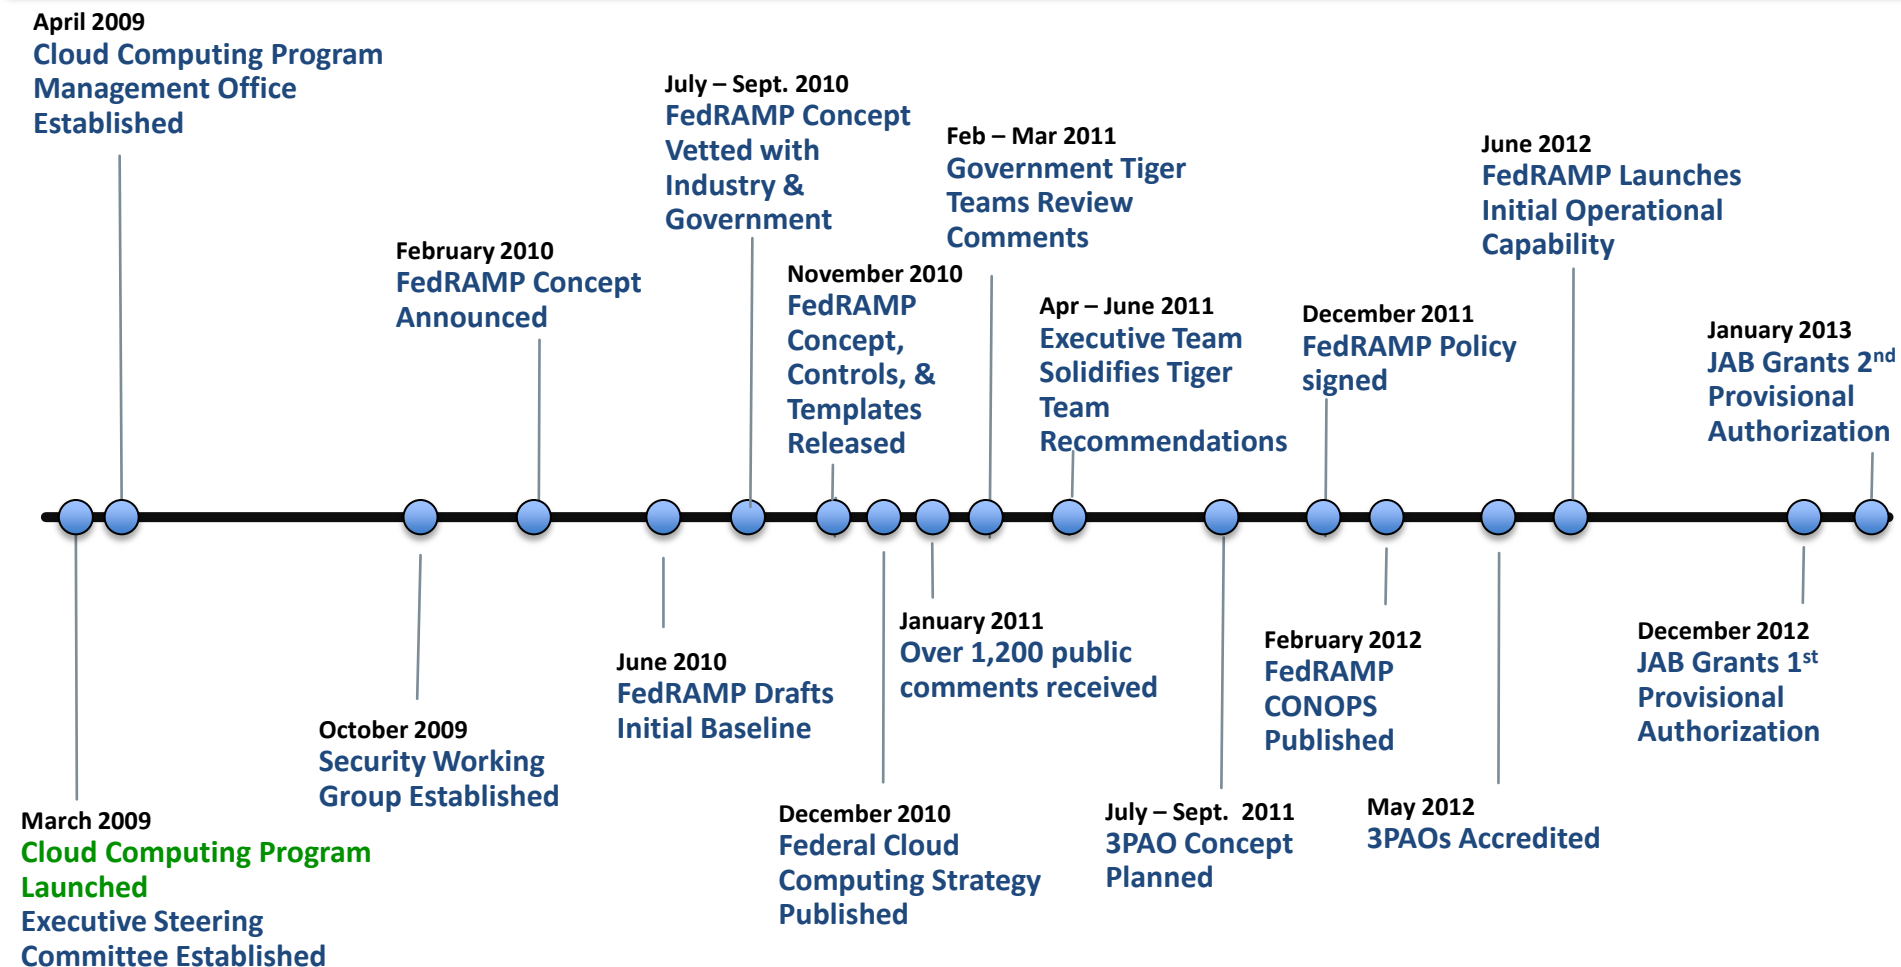 April 2009
Cloud Computing Program
Management Office
Established
July – Sept. 2010
FedRAMP Concept
Vetted with
Industry &
Government
Feb – Mar 2011
Government Tiger
Teams Review
Comments
June 2012
FedRAMP Launches
Initial Operational
Capability
February 2010
FedRAMP Concept
Announced
November 2010
FedRAMP
Concept,
Controls, &
Templates
Released
Apr – June 2011
Executive Team
Solidifies Tiger
Team
Recommendations
December 2011
FedRAMP Policy
signed
January 2013
JAB Grants 2nd
Provisional
Authorization
March 2009
Cloud Computing Program
Launched
Executive Steering
Committee Established
October 2009
Security Working
Group Established
June 2010
FedRAMP Drafts
Initial Baseline
December 2010
Federal Cloud
Computing Strategy
Published
January 2011
Over 1,200 public
comments received
July – Sept.  2011
3PAO Concept
Planned
February 2012
FedRAMP
CONOPS
Published
May 2012
3PAOs Accredited
December 2012
JAB Grants 1st
Provisional
Authorization